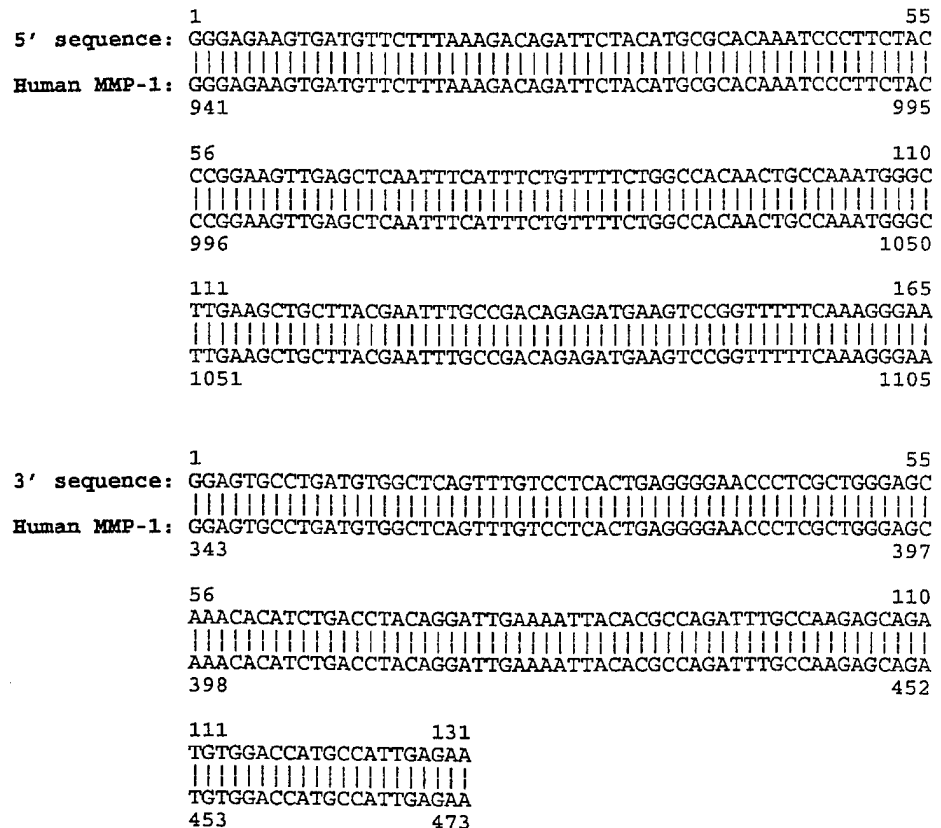 1 55
5' sequence: GGGAGAAGTGATGTTCTTTAAAGACAGATTCTACATGCGCACAAATCCCTTCTAC
Human MMP-1: GGGAGAAGTGATGTTCTTTAAAGACAGATTCTACATGCGCACAAATCCCTTCTAC
941 995
56 110
CCGGAAGTTGAGCTCAATTTCATTTCTGTTTTCTGGCCACAACTGCCAAATGGGC
CCGGAAGTTGAGCTCAATTTCATTTCTGTTTTCTGGCCACAACTGCCAAATGGGC
996 1050
111 165
TTGAAGCTGCTTACGAATTTGCCGACAGAGATGAAGTCCGGTTTTTCAAAGGGAA
TTGAAGCTGCTTACGAATTTGCCGACAGAGATGAAGTCCGGTTTTTCAAAGGGAA
1051 1105
1 55
3' sequence: GGAGTGCCTGATGTGGCTCAGTTTGTCCTCACTGAGGGGAACCCTCGCTGGGAGC
Human MMP-1: GGAGTGCCTGATGTGGCTCAGTTTGTCCTCACTGAGGGGAACCCTCGCTGGGAGC
343 397
56 110
AAACACATCTGACCTACAGGATTGAAAATTACACGCCAGATTTGCCAAGAGCAGA
AAACACATCTGACCTACAGGATTGAAAATTACACGCCAGATTTGCCAAGAGCAGA
398 452
111 131
TGTGGACCATGCCATTGAGAA
TGTGGACCATGCCATTGAGAA
453 473